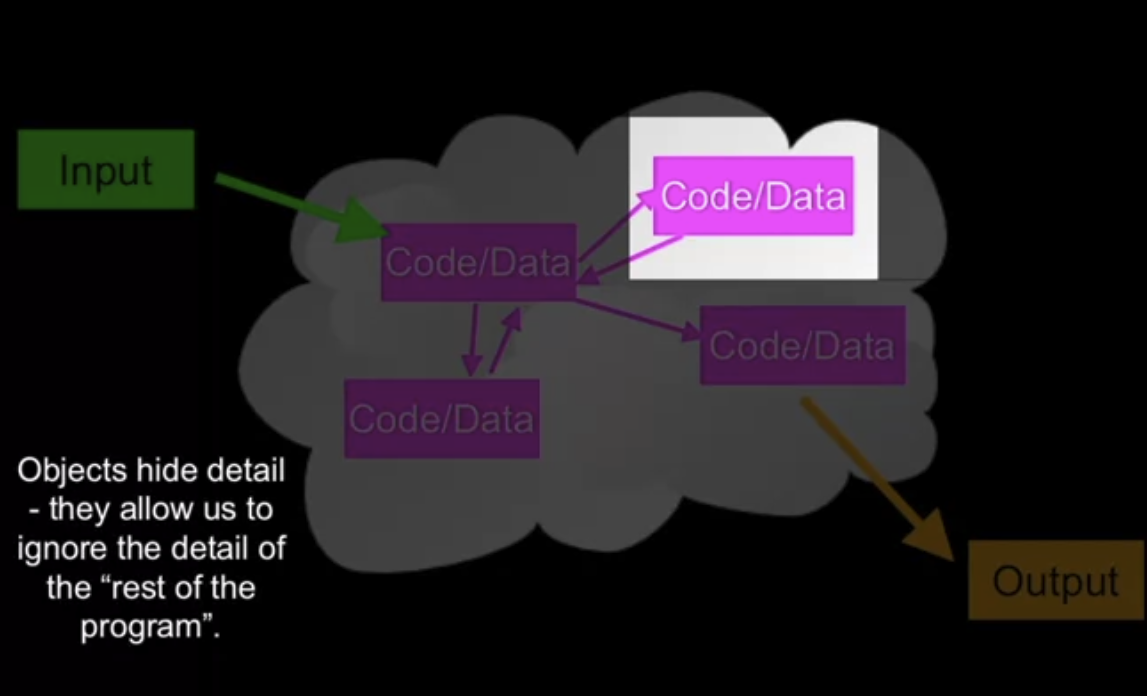 Input
Code/Data
Code/Data
Code/Data
Code/Data
Objects hide detail
- they allow us to
ignore the detail of
the “rest of the
program”.
Output